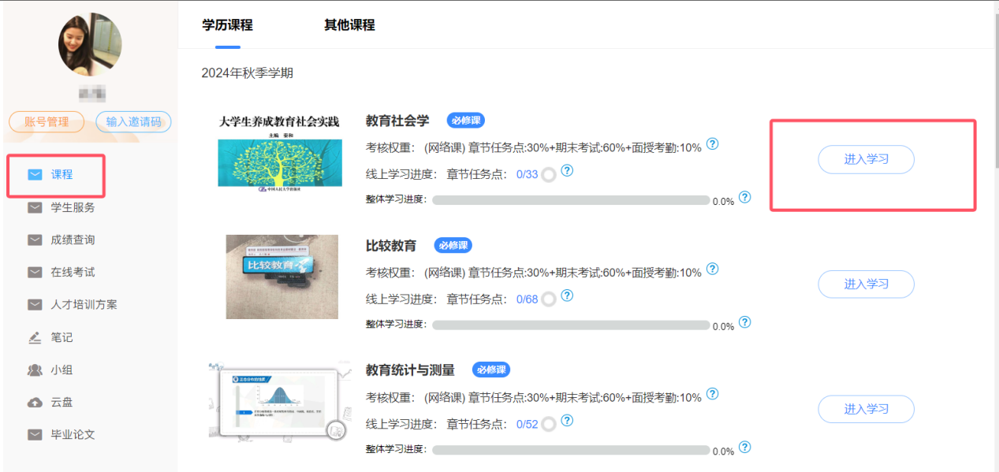 学历课程
其他课程
2024年秋季学期
账号管理
输入邀请码
课程
学生服务
成绩查询
在线考试
人才培训方案
笔记
小组
云盘
毕业论文
大学生养成教育社会实践
中国人民大学出版社
教育社会学 必修课
考核权重： (网络课) 章节任务点:30%+期末考试:60%+面授考勤:10% ?
线上学习进度： 章节任务点： 0/33 ?
整体学习进度： 0.0% ?
进入学习
比较教育
比较教育 必修课
考核权重： (网络课) 章节任务点:30%+期末考试:60%+面授考勤:10% ?
线上学习进度： 章节任务点： 0/68 ?
整体学习进度： 0.0% ?
进入学习
教育统计与测量 必修课
考核权重： (网络课) 章节任务点:30%+期末考试:60%+面授考勤:10% ?
线上学习进度： 章节任务点： 0/52 ?
整体学习进度： 0.0% ?
进入学习